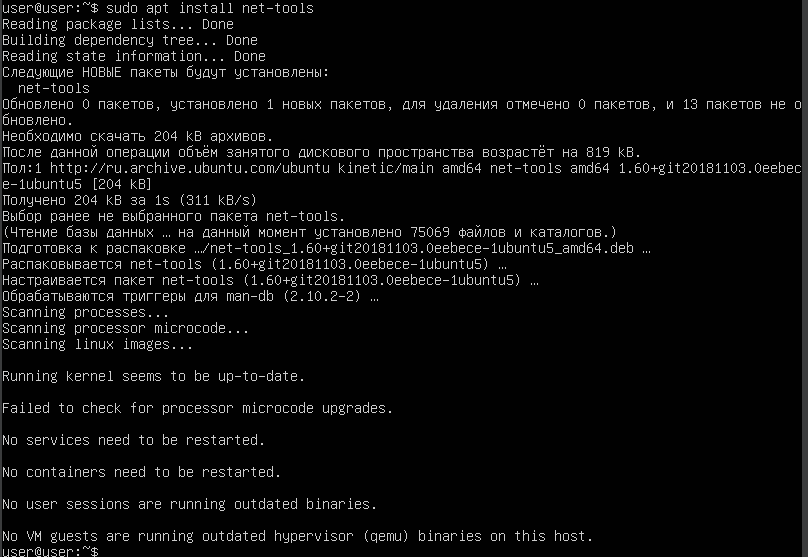 user@user:~$ sudo apt install net-tools
Reading package lists... Done
Building dependency tree... Done
Reading state information... Done
Следующие НОВЫЕ пакеты будут установлены:
  net-tools
Обновлено 0 пакетов, установлено 1 новых пакетов, для удаления отмечено 0 пакетов, и 13 пакетов не о
бновлено.
Необходимо скачать 204 kB архивов.
После данной операции объём занятого дискового пространства возрастёт на 819 kB.
Пол:1 http://ru.archive.ubuntu.com/ubuntu kinetic/main amd64 net-tools amd64 1.60+git20181103.0eebec
e-1ubuntu5 [204 kB]
Получено 204 kB за 1s (311 kB/s)
Выбор ранее не выбранного пакета net-tools.
(Чтение базы данных … на данный момент установлено 75069 файлов и каталогов.)
Подготовка к распаковке …/net-tools_1.60+git20181103.0eebece-1ubuntu5_amd64.deb …
Распаковывается net-tools (1.60+git20181103.0eebece-1ubuntu5) …
Настраивается пакет net-tools (1.60+git20181103.0eebece-1ubuntu5) …
Обрабатываются триггеры для man-db (2.10.2-2) …
Scanning processes...
Scanning processor microcode...
Scanning linux images...

Running kernel seems to be up-to-date.

Failed to check for processor microcode upgrades.

No services need to be restarted.

No containers need to be restarted.

No user sessions are running outdated binaries.

No VM guests are running outdated hypervisor (qemu) binaries on this host.
user@user:~$